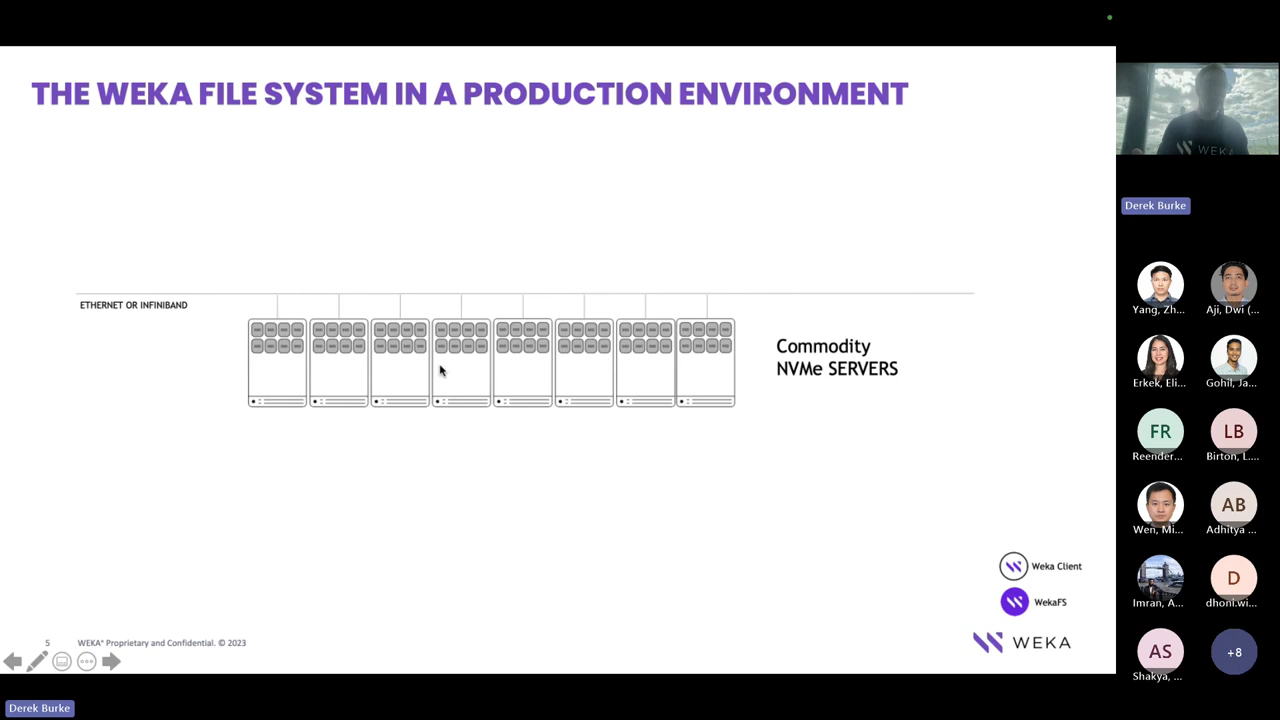 THE WEKA FILE SYSTEM IN A PRODUCTION ENVIRONMENT
ETHERNET OR INFINIBAND
Commodity
NVMe SERVERS
Weka Client
WekaFS
WEKA
5 WEKA® Proprietary and Confidential. © 2023
Derek Burke
WEKA
Derek Burke
Yang, Zh... Aji, Dwi (...
Erkek, Eli... Gohil, Ja...
FR LB
Reender... Birton, L....
AB
Wen, Mi... Adhitya ...
D
Imran, A... dhoni.wi...
AS +8
Shakya, ...